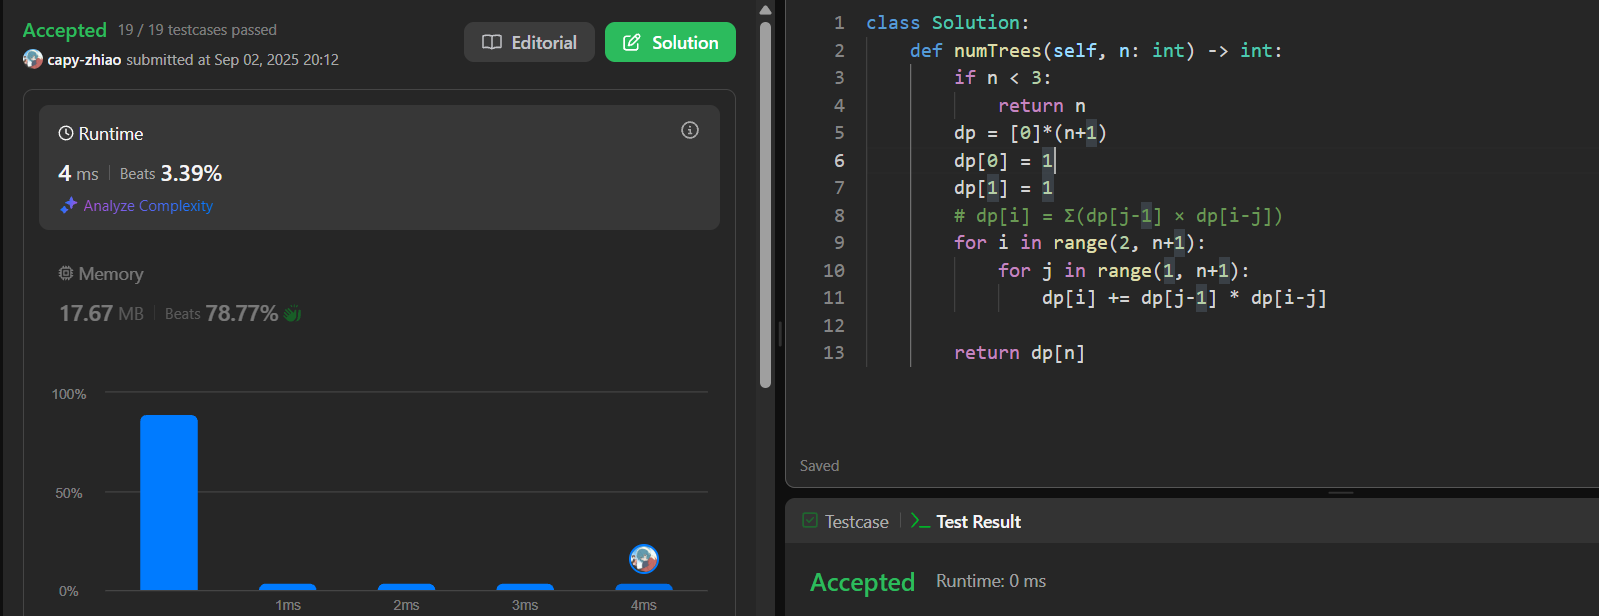 Accepted 19 / 19 testcases passed
capy-zhiao submitted at Sep 02, 2025 20:12
Editorial
Solution
Runtime
4 ms Beats 3.39%
Analyze Complexity
Memory
17.67 MB Beats 78.77%
100%
50%
0%
1ms 2ms 3ms 4ms
1 class Solution:
2     def numTrees(self, n: int) -> int:
3         if n < 3:
4             return n
5         dp = [0]*(n+1)
6         dp[0] = 1
7         dp[1] = 1
8         # dp[i] = Σ(dp[j-1] × dp[i-j])
9         for i in range(2, n+1):
10             for j in range(1, n+1):
11                 dp[i] += dp[j-1] * dp[i-j]
12
13         return dp[n]
Saved
Testcase >_ Test Result
Accepted Runtime: 0 ms